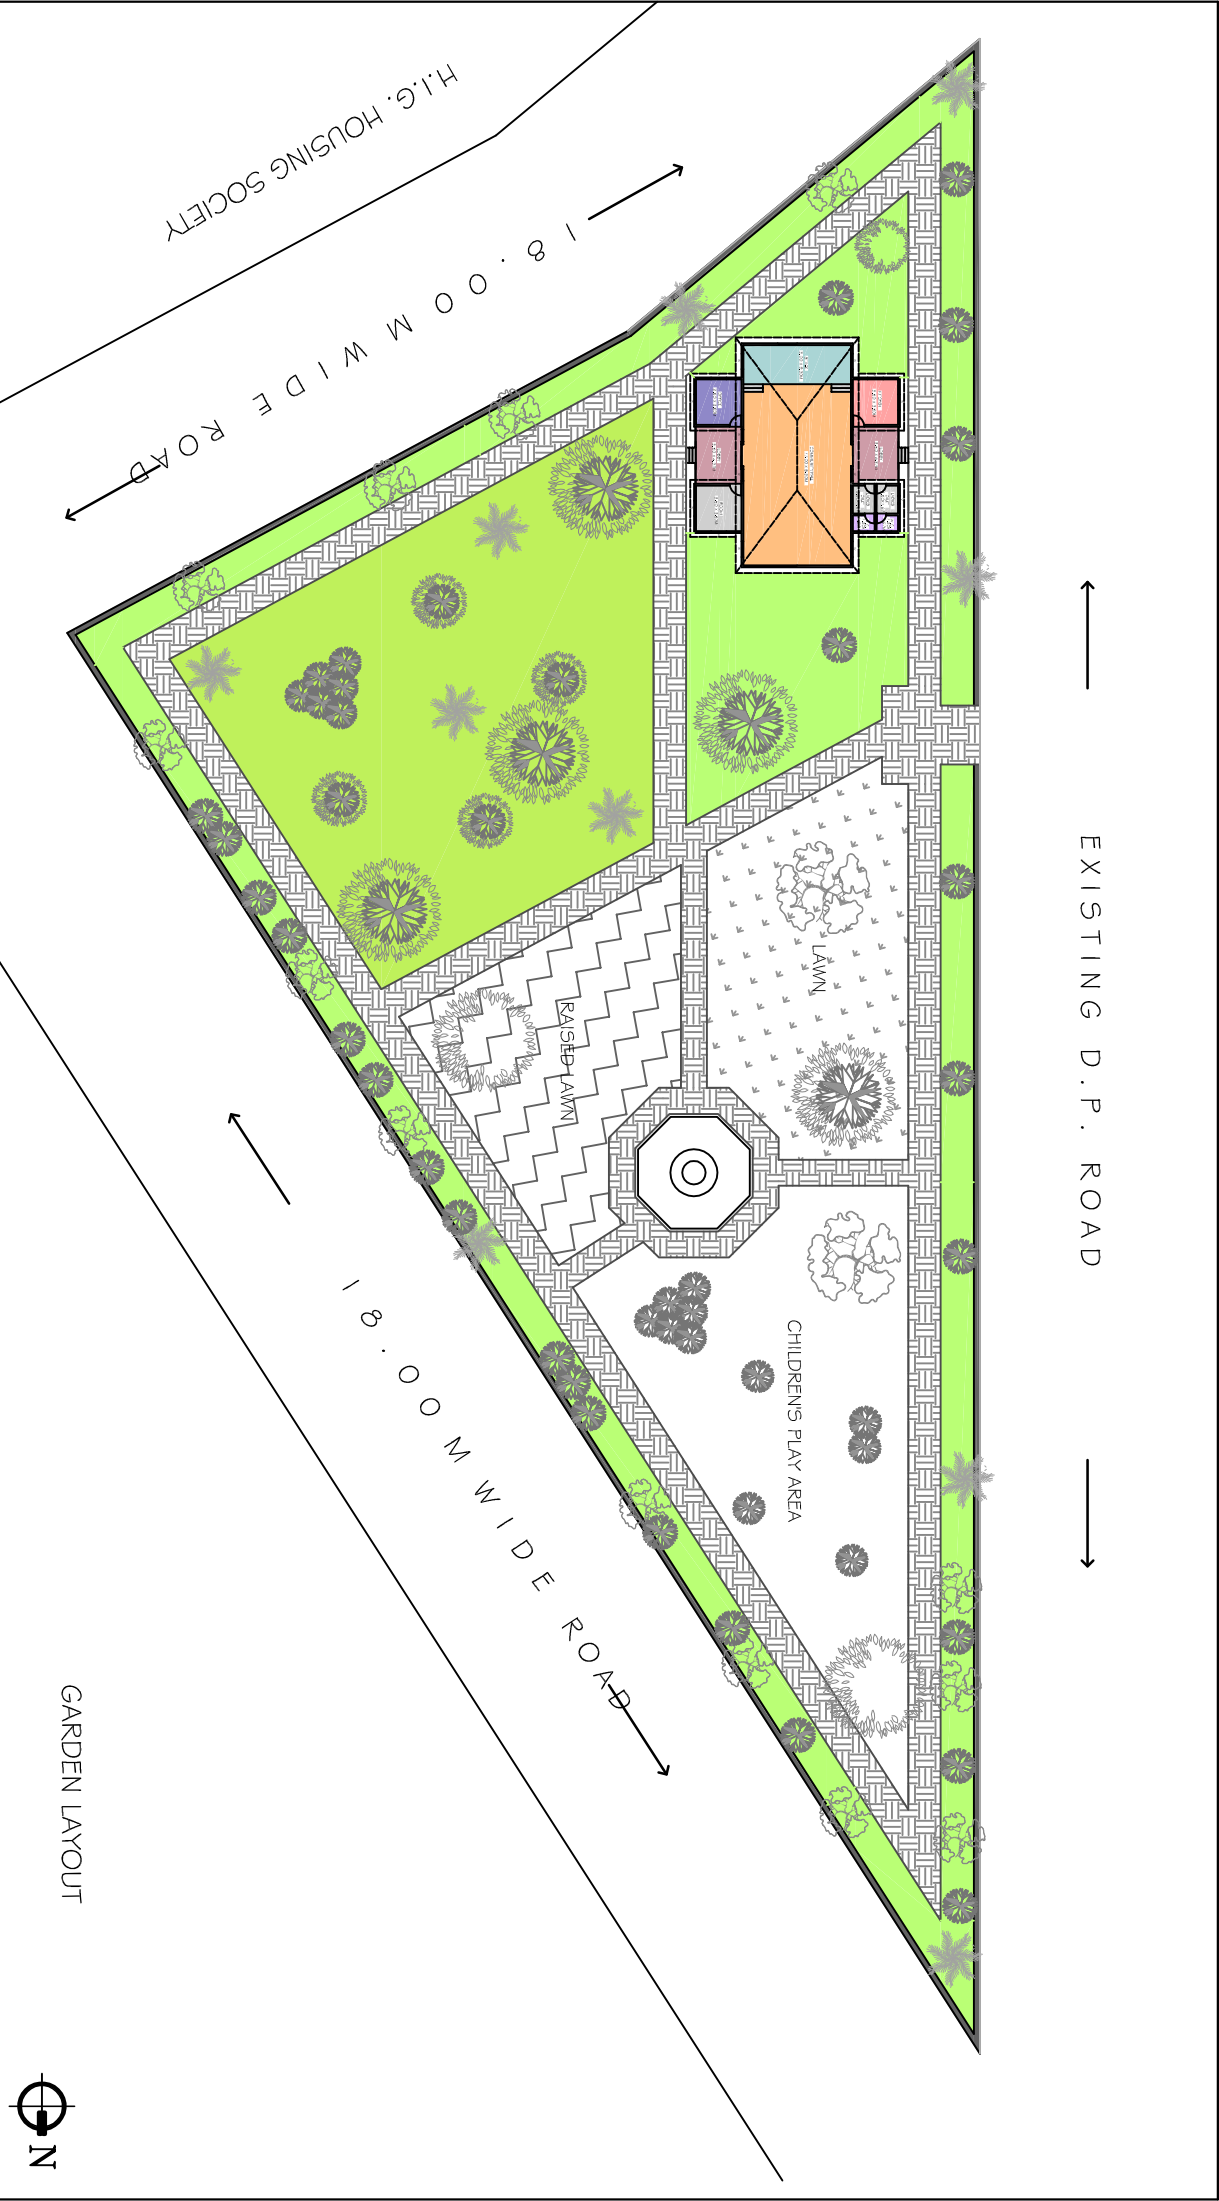 H.I.G. HOUSING SOCIETY
18.00 M WIDE ROAD
EXISTING D.P. ROAD
LAWN
RAISED LAWN
CHILDREN'S PLAY AREA
18.00 M WIDE ROAD
GARDEN LAYOUT
N